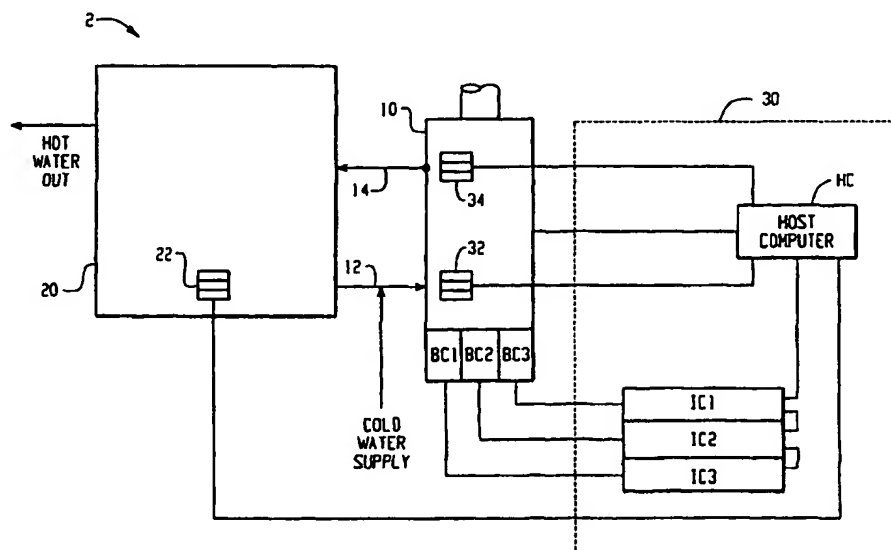 2
30
10
HOT
WATER
OUT
14
34
HC
HOST
COMPUTER
22
12
32
20
BC1 BC2 BC3
COLD
WATER
SUPPLY
IC1
IC2
IC3